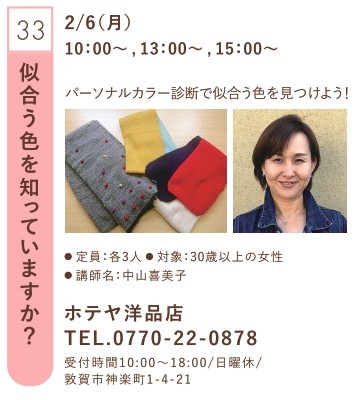 33
似合う色を知っていますか？
2/6（月）
10：00〜 , 13：00〜 , 15：00〜
パーソナルカラー診断で似合う色を見つけよう！
●定員：各3人●対象：30歳以上の女性
●講師名：中山喜美子
ホテヤ洋品店
TEL.0770-22-0878
受付時間10：00〜18：00/日曜休/
敦賀市神楽町1-4-21